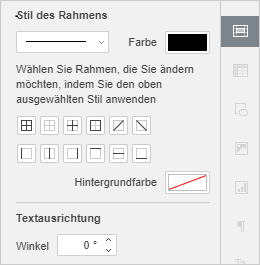 Stil des Rahmens
Farbe
Wählen Sie Rahmen, die Sie ändern
möchten, indem Sie den oben
ausgewählten Stil anwenden
Hintergrundfarbe
Textausrichtung
Winkel 0 °